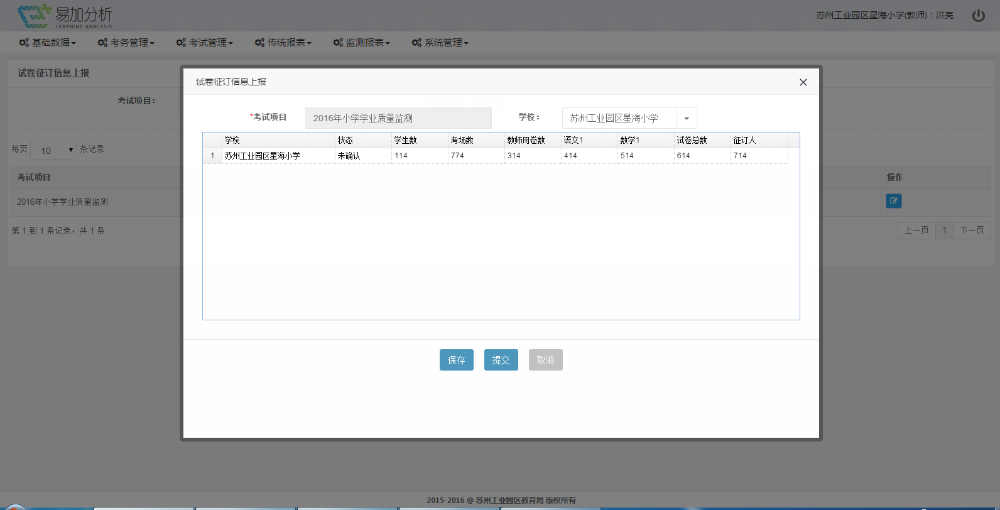 易加分析
LEARNING ANALYSIS
苏州工业园区星海小学(教师)：洪亮
基础数据 考务管理 考试管理 传统报表 监测报表 系统管理
试卷征订信息上报
考试项目：
每页 10 条记录
考试项目 操作
2016年小学学业质量监测
第 1 到 1 条记录，共 1 条
上一页 1 下一页
试卷征订信息上报
*考试项目 2016年小学学业质量监测 学校： 苏州工业园区星海小学
学校 状态 学生数 考场数 教师用卷数 语文1 数学1 试卷总数 征订人
1 苏州工业园区星海小学 未确认 114 774 314 414 514 614 714
保存 提交 取消
2015-2016 @ 苏州工业园区教育局 版权所有